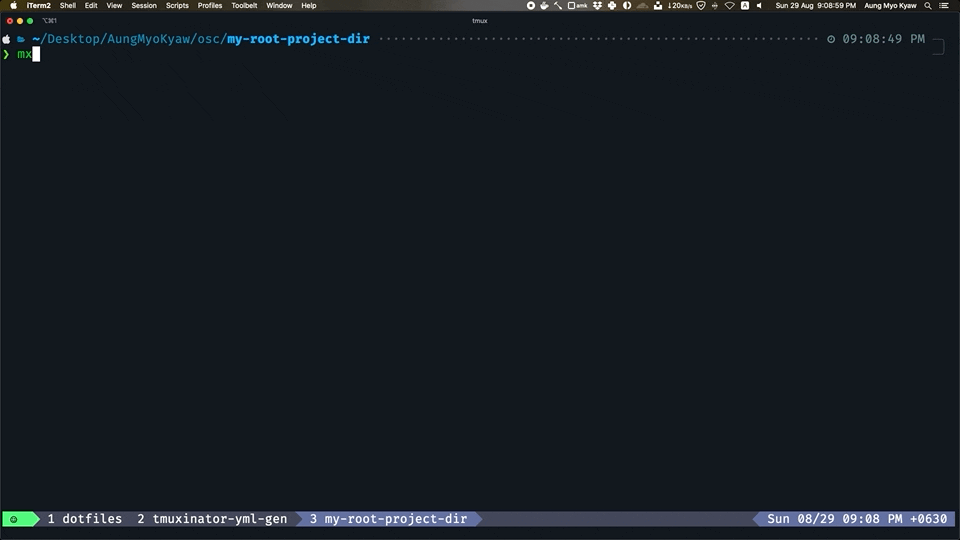 iTerm2 Shell Edit View Session Scripts Profiles Toolbelt Window Help amk ↓20KB/s A Sun 29 Aug 9:08:59 PM Aung Myo Kyaw
⌥⌘1 tmux
~/Desktop/AungMyoKyaw/osc/my-root-project-dir 09:08:49 PM
❯ mx
1 dotfiles 2 tmuxinator-yml-gen 3 my-root-project-dir Sun 08/29 09:08 PM +0630